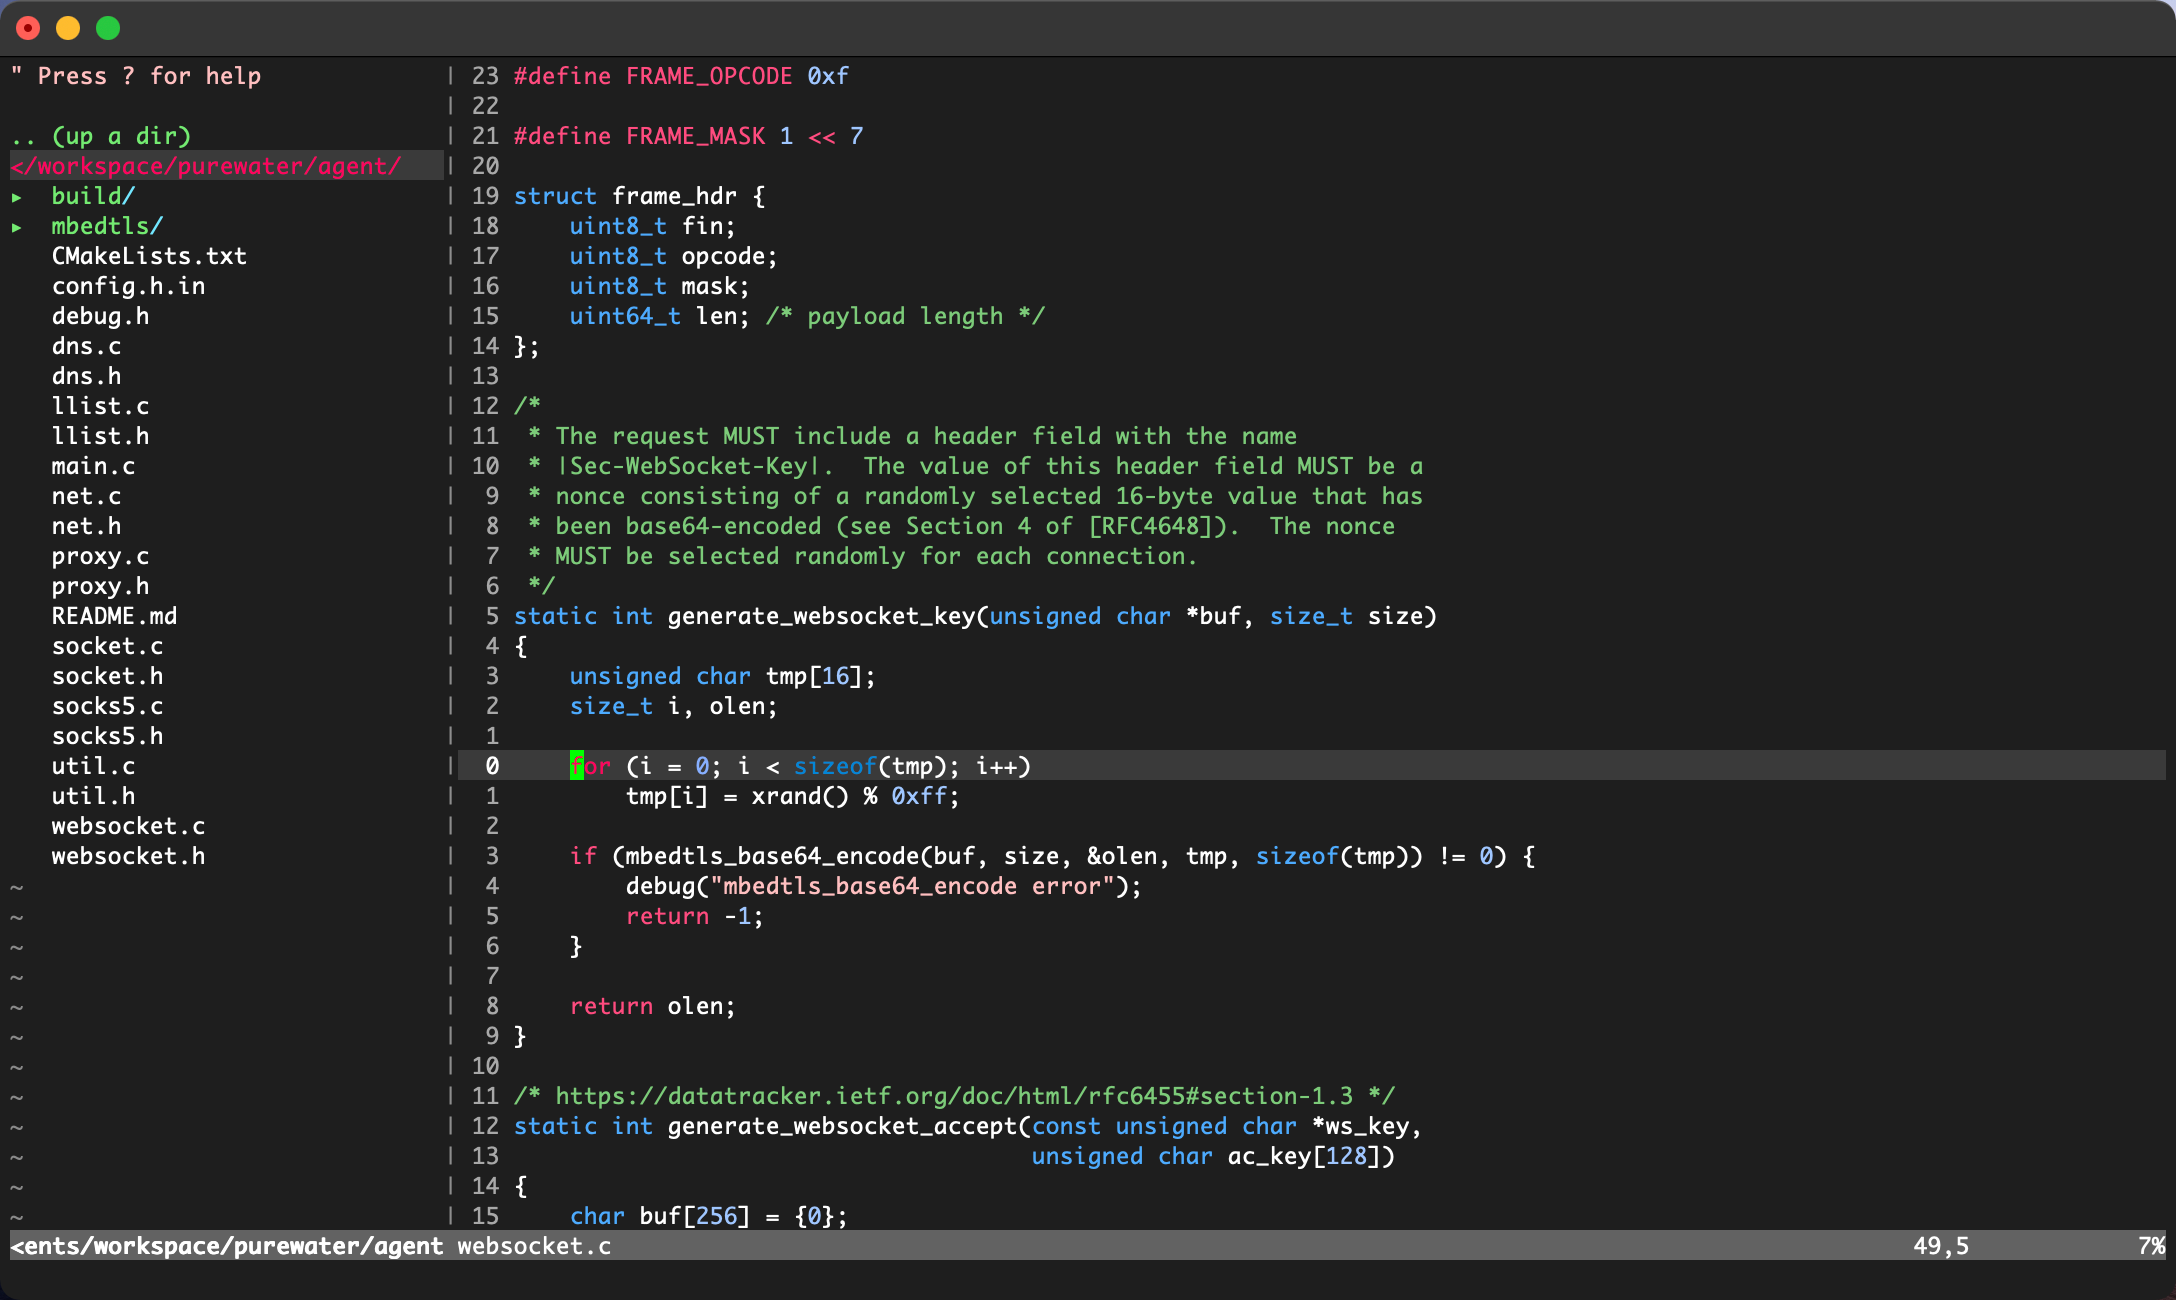 " Press ? for help
.. (up a dir)
</workspace/purewater/agent/
▸  build/
▸  mbedtls/
   CMakeLists.txt
   config.h.in
   debug.h
   dns.c
   dns.h
   llist.c
   llist.h
   main.c
   net.c
   net.h
   proxy.c
   proxy.h
   README.md
   socket.c
   socket.h
   socks5.c
   socks5.h
   util.c
   util.h
   websocket.c
   websocket.h
~
~
~
~
~
~
~
~
~
~
~
~
| 23 #define FRAME_OPCODE 0xf
| 22
| 21 #define FRAME_MASK 1 << 7
| 20
| 19 struct frame_hdr {
| 18     uint8_t fin;
| 17     uint8_t opcode;
| 16     uint8_t mask;
| 15     uint64_t len; /* payload length */
| 14 };
| 13
| 12 /*
| 11  * The request MUST include a header field with the name
| 10  * |Sec-WebSocket-Key|.  The value of this header field MUST be a
|  9  * nonce consisting of a randomly selected 16-byte value that has
|  8  * been base64-encoded (see Section 4 of [RFC4648]).  The nonce
|  7  * MUST be selected randomly for each connection.
|  6  */
|  5 static int generate_websocket_key(unsigned char *buf, size_t size)
|  4 {
|  3     unsigned char tmp[16];
|  2     size_t i, olen;
|  1
|  0     for (i = 0; i < sizeof(tmp); i++)
|  1         tmp[i] = xrand() % 0xff;
|  2
|  3     if (mbedtls_base64_encode(buf, size, &olen, tmp, sizeof(tmp)) != 0) {
|  4         debug("mbedtls_base64_encode error");
|  5         return -1;
|  6     }
|  7
|  8     return olen;
|  9 }
| 10
| 11 /* https://datatracker.ietf.org/doc/html/rfc6455#section-1.3 */
| 12 static int generate_websocket_accept(const unsigned char *ws_key,
| 13                                      unsigned char ac_key[128])
| 14 {
| 15     char buf[256] = {0};
<ents/workspace/purewater/agent websocket.c 49,5 7%